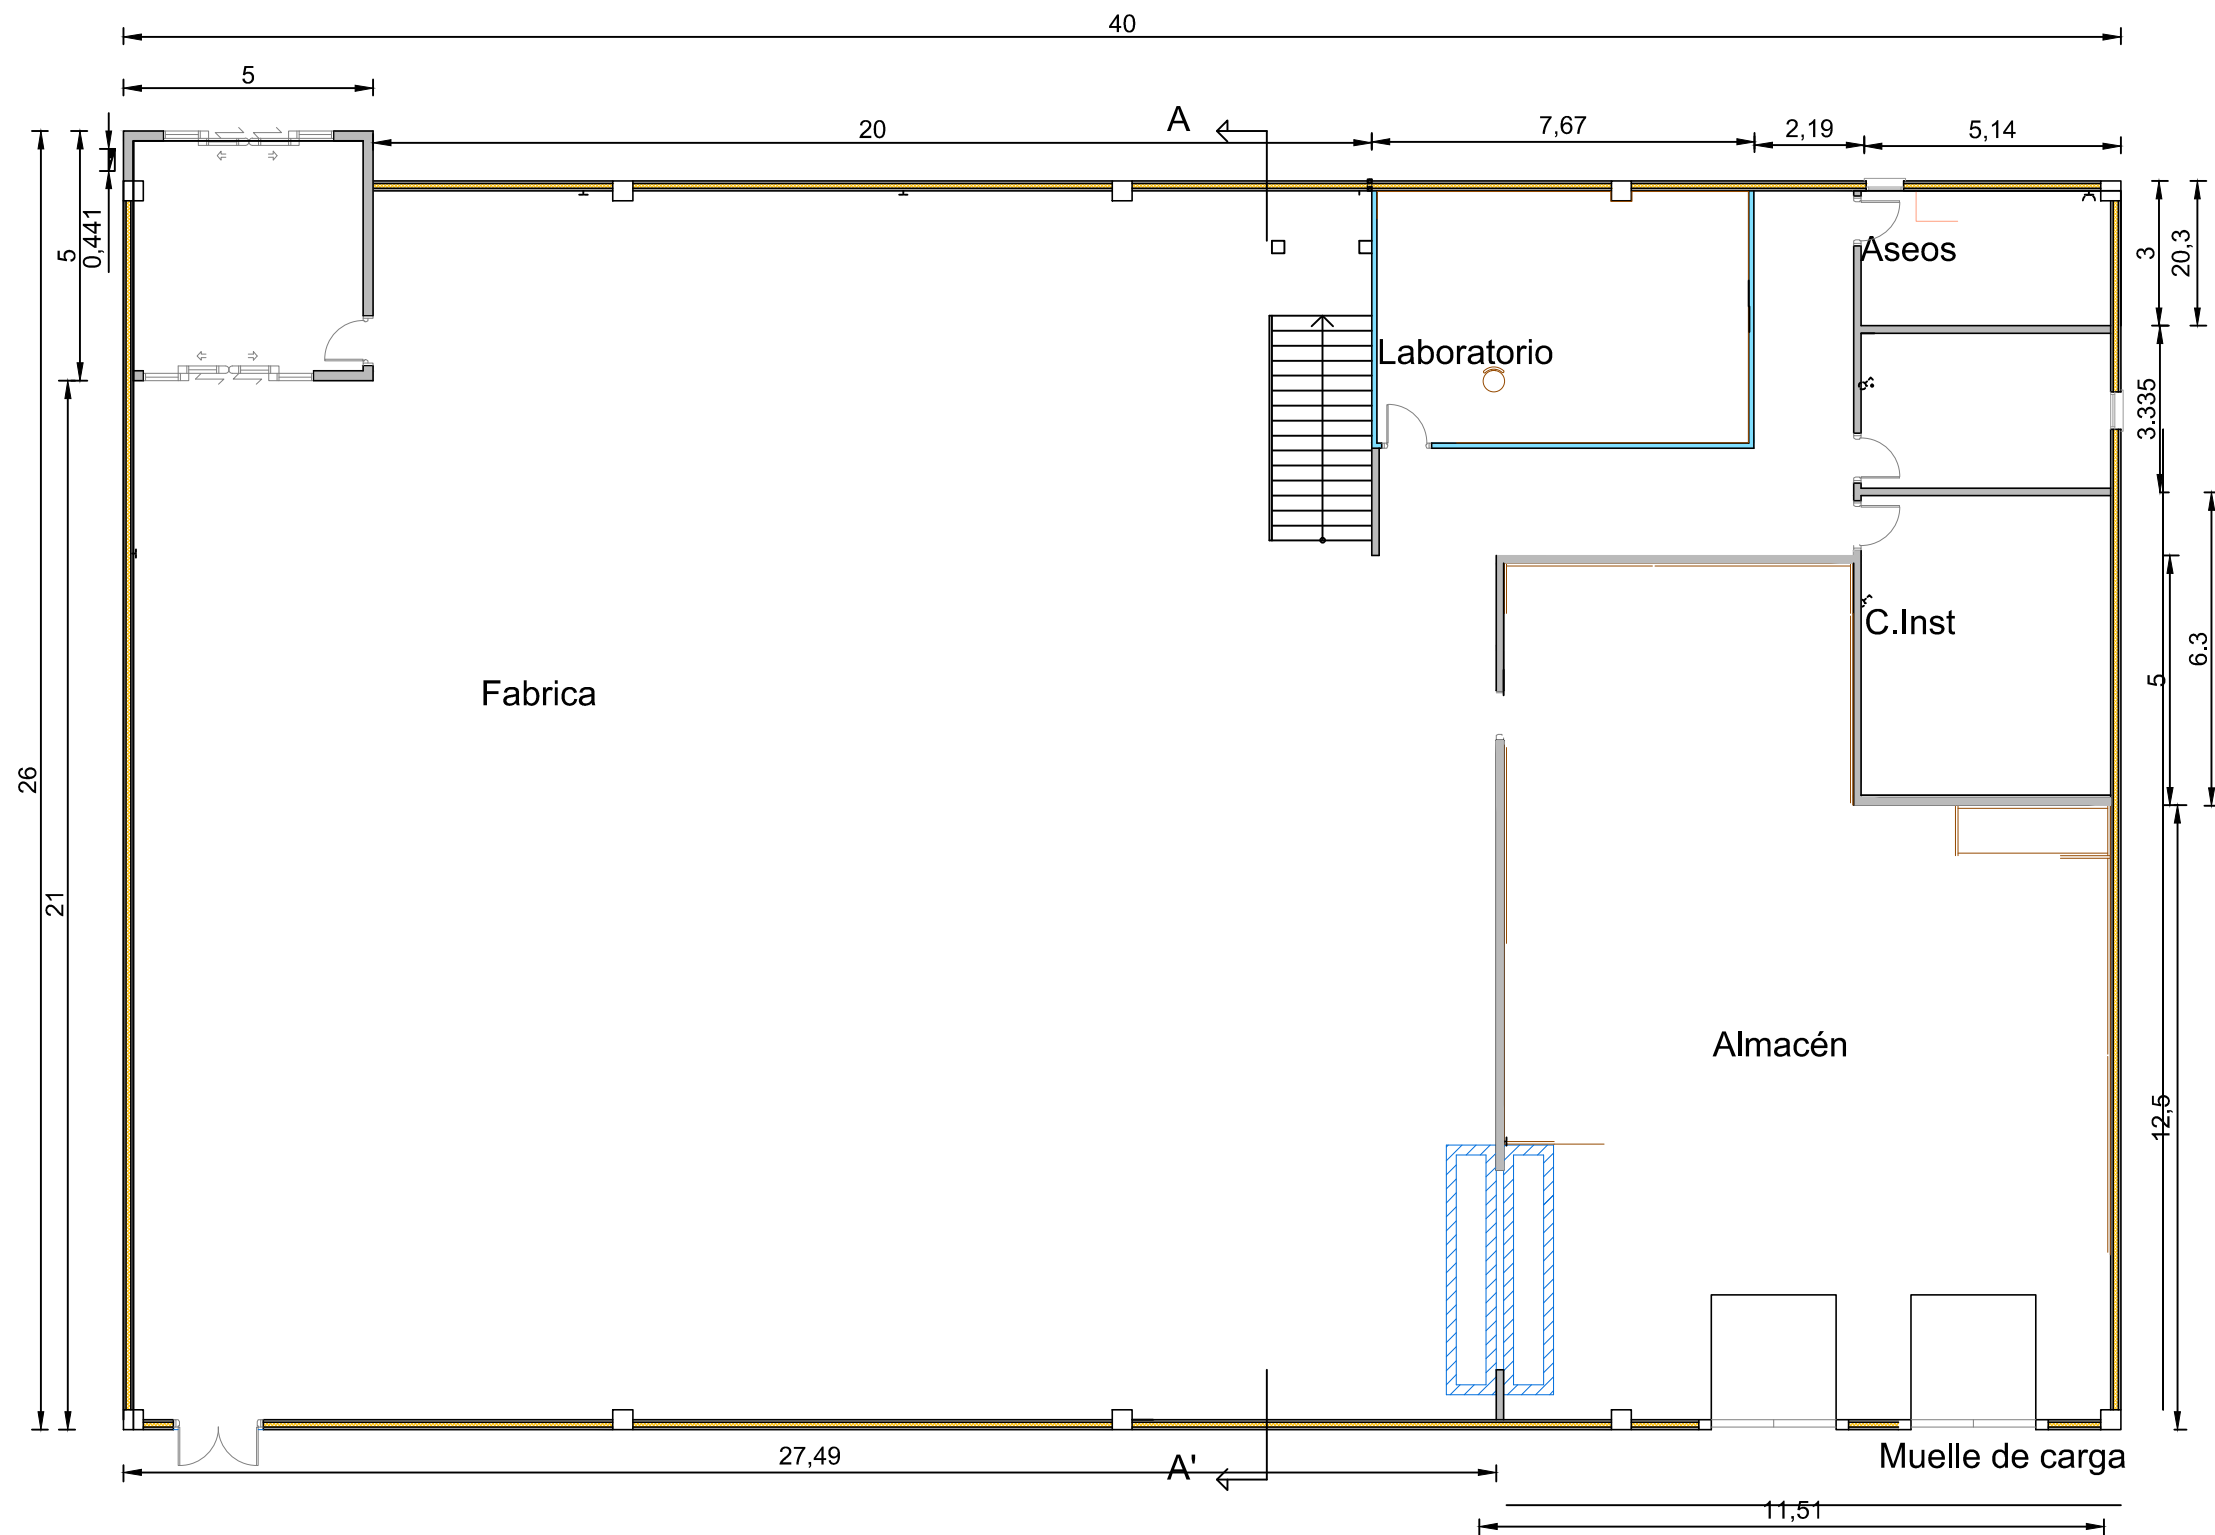 40
5
20
A
7,67
2,19
5,14
5
0,441
Aseos
3
20,3
Laboratorio
3.335
C.Inst
6.3
5
Fabrica
26
21
Almacén
12,5
27,49
A'
Muelle de carga
11,51